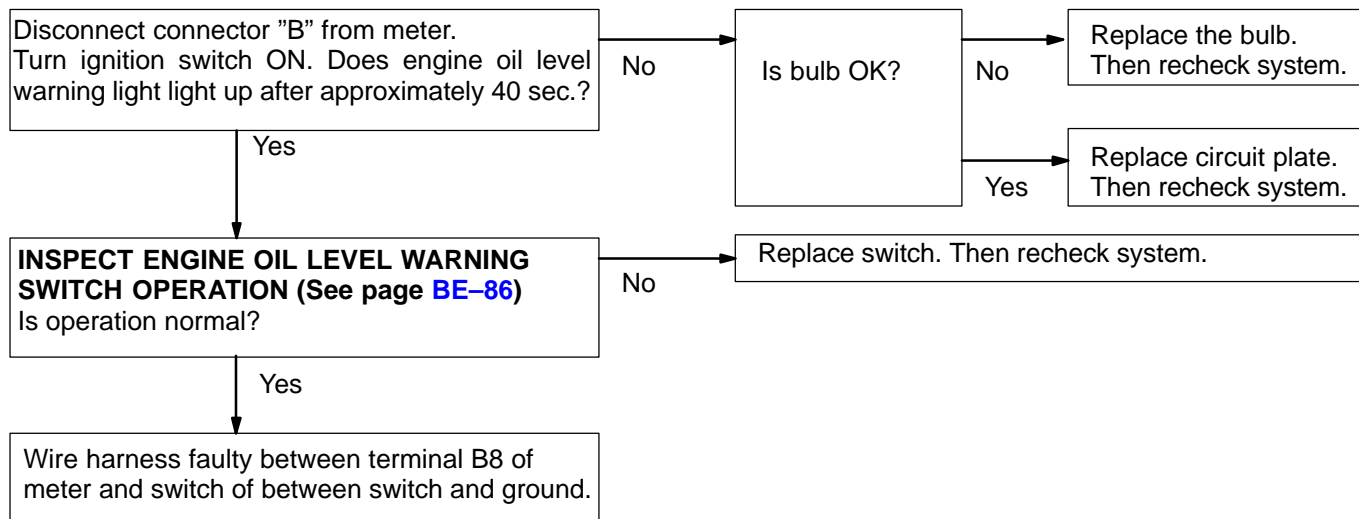 Disconnect connector ”B” from meter.
Turn ignition switch ON. Does engine oil level
warning light light up after approximately 40 sec.?
No
Is bulb OK?
No
Replace the bulb.
Then recheck system.
Yes
Yes
Replace circuit plate.
Then recheck system.
INSPECT ENGINE OIL LEVEL WARNING
SWITCH OPERATION (See page BE–86)
Is operation normal?
No
Replace switch. Then recheck system.
Yes
Wire harness faulty between terminal B8 of
meter and switch of between switch and ground.